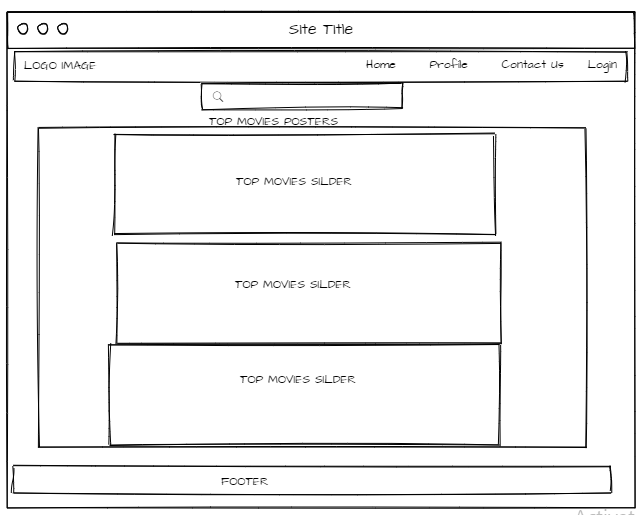 Site Title
LOGO IMAGE Home Profile Contact Us Login
TOP MOVIES POSTERS
TOP MOVIES SILDER
TOP MOVIES SILDER
TOP MOVIES SILDER
FOOTER